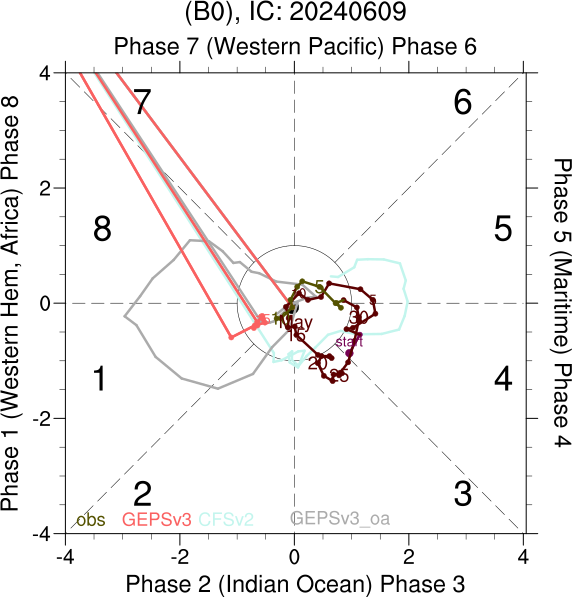 (B0), IC: 20240609
Phase 7 (Western Pacific) Phase 6
Phase 1 (Western Hem, Africa) Phase 8
Phase 5 (Maritime) Phase 4
4
7
6
2
8
5
5
0
May
30
15
start
20
25
1
4
-2
2
3
obs GEPSv3 CFSv2 GEPSv3_oa
-4
-4 -2 0 2 4
Phase 2 (Indian Ocean) Phase 3